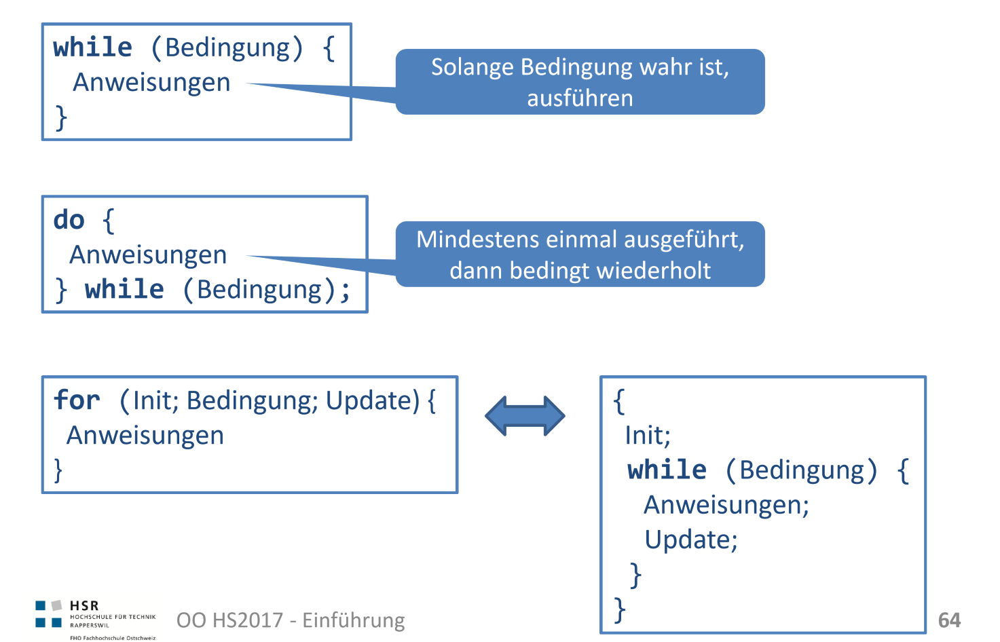 while (Bedingung) {
Anweisungen
}
Solange Bedingung wahr ist,
ausführen
do {
Anweisungen
} while (Bedingung);
Mindestens einmal ausgeführt,
dann bedingt wiederholt
for (Init; Bedingung; Update) {
Anweisungen
}
{
Init;
while (Bedingung) {
Anweisungen;
Update;
}
}
HSR
HOCHSCHULE FÜR TECHNIK
RAPPERSWIL
FHO Fachhochschule Ostschweiz
OO HS2017 - Einführung
64